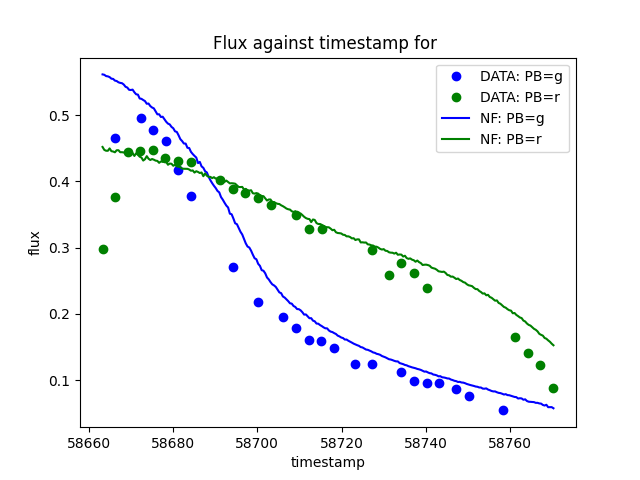 Flux against timestamp for
DATA: PB=g
DATA: PB=r
NF: PB=g
NF: PB=r
flux
0.5
0.4
0.3
0.2
0.1
58660 58680 58700 58720 58740 58760
timestamp